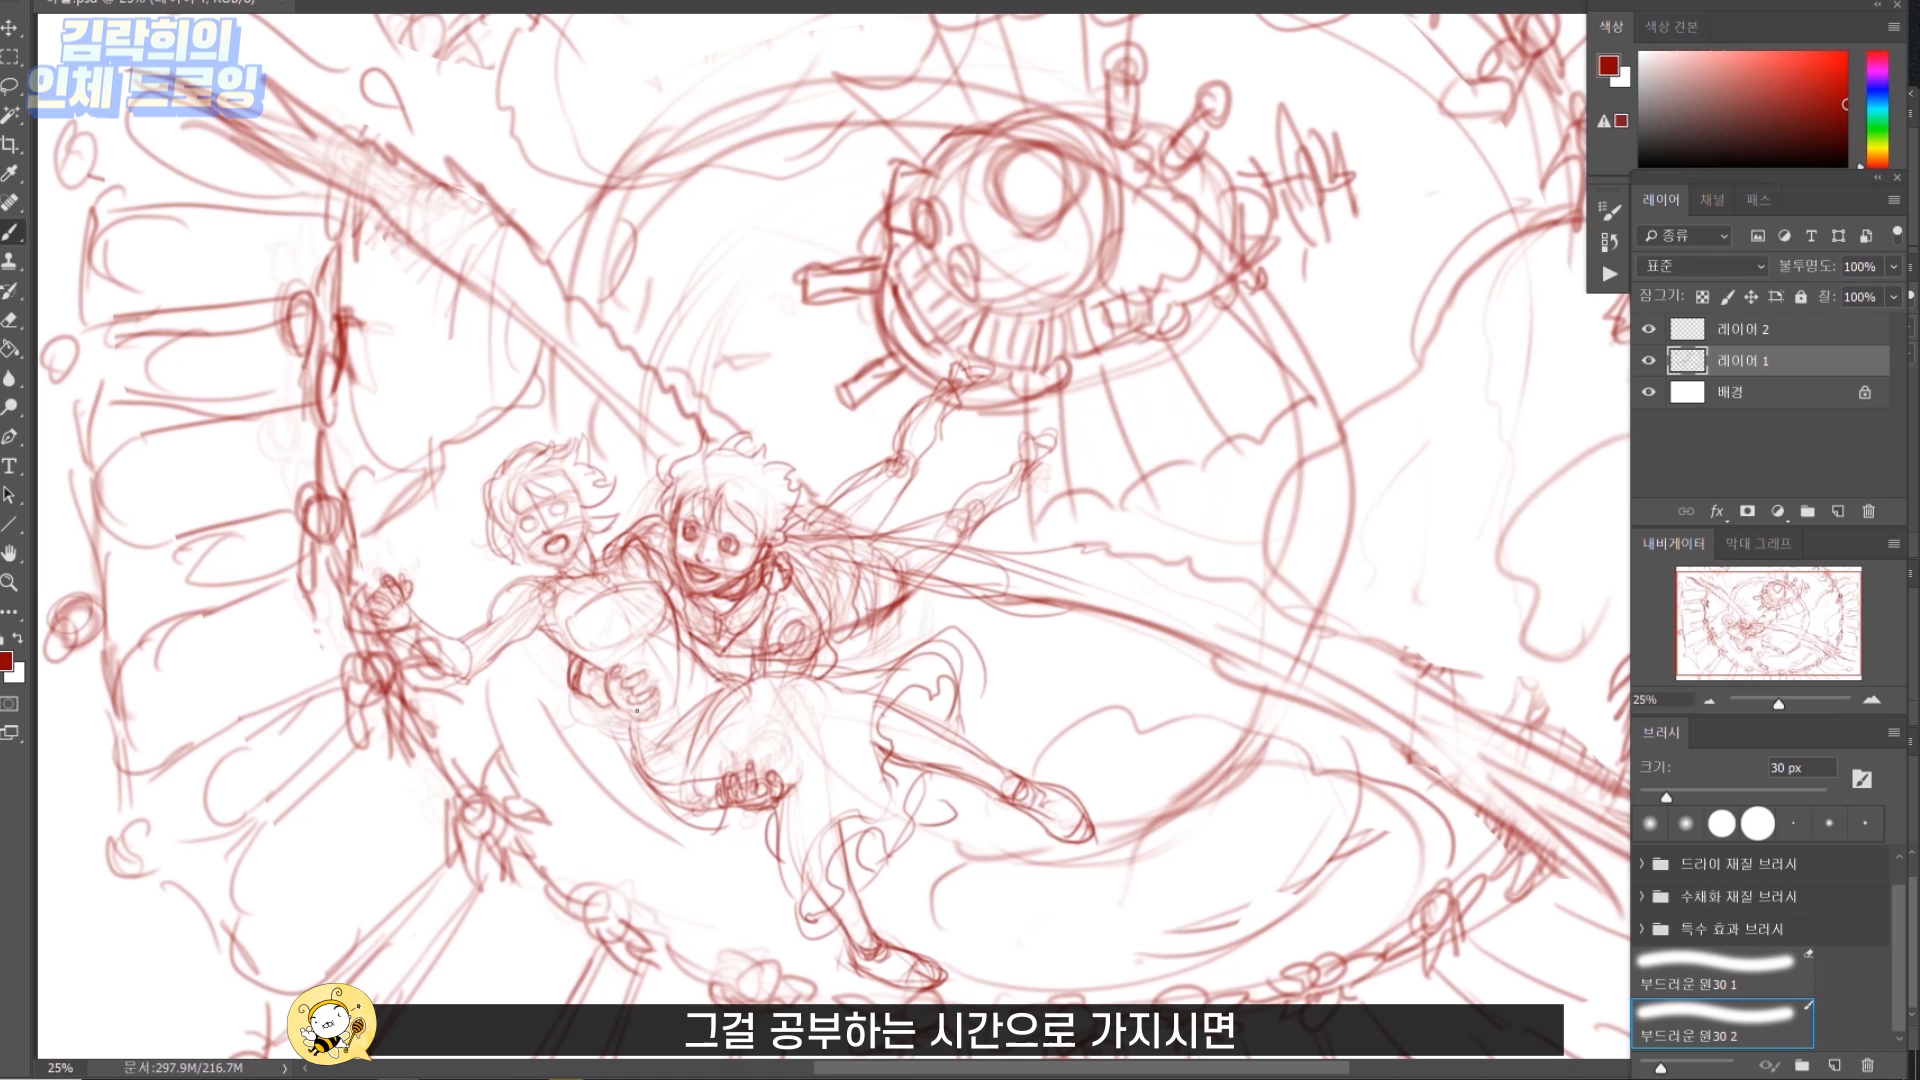 김락희의
인체 드로잉
색상
색상 견본
레이어
채널
패스
종류
표준
불투명도: 100%
잠그기:
칠: 100%
레이어 2
레이어 1
배경
fx
내비게이터
막대 그래프
25%
브러시
크기:
30 px
드라이 재질 브러시
수채화 재질 브러시
특수 효과 브러시
부드러운 원30 1
부드러운 원30 2
그걸 공부하는 시간으로 가지시면
25%
문서:297.9M/216.7M